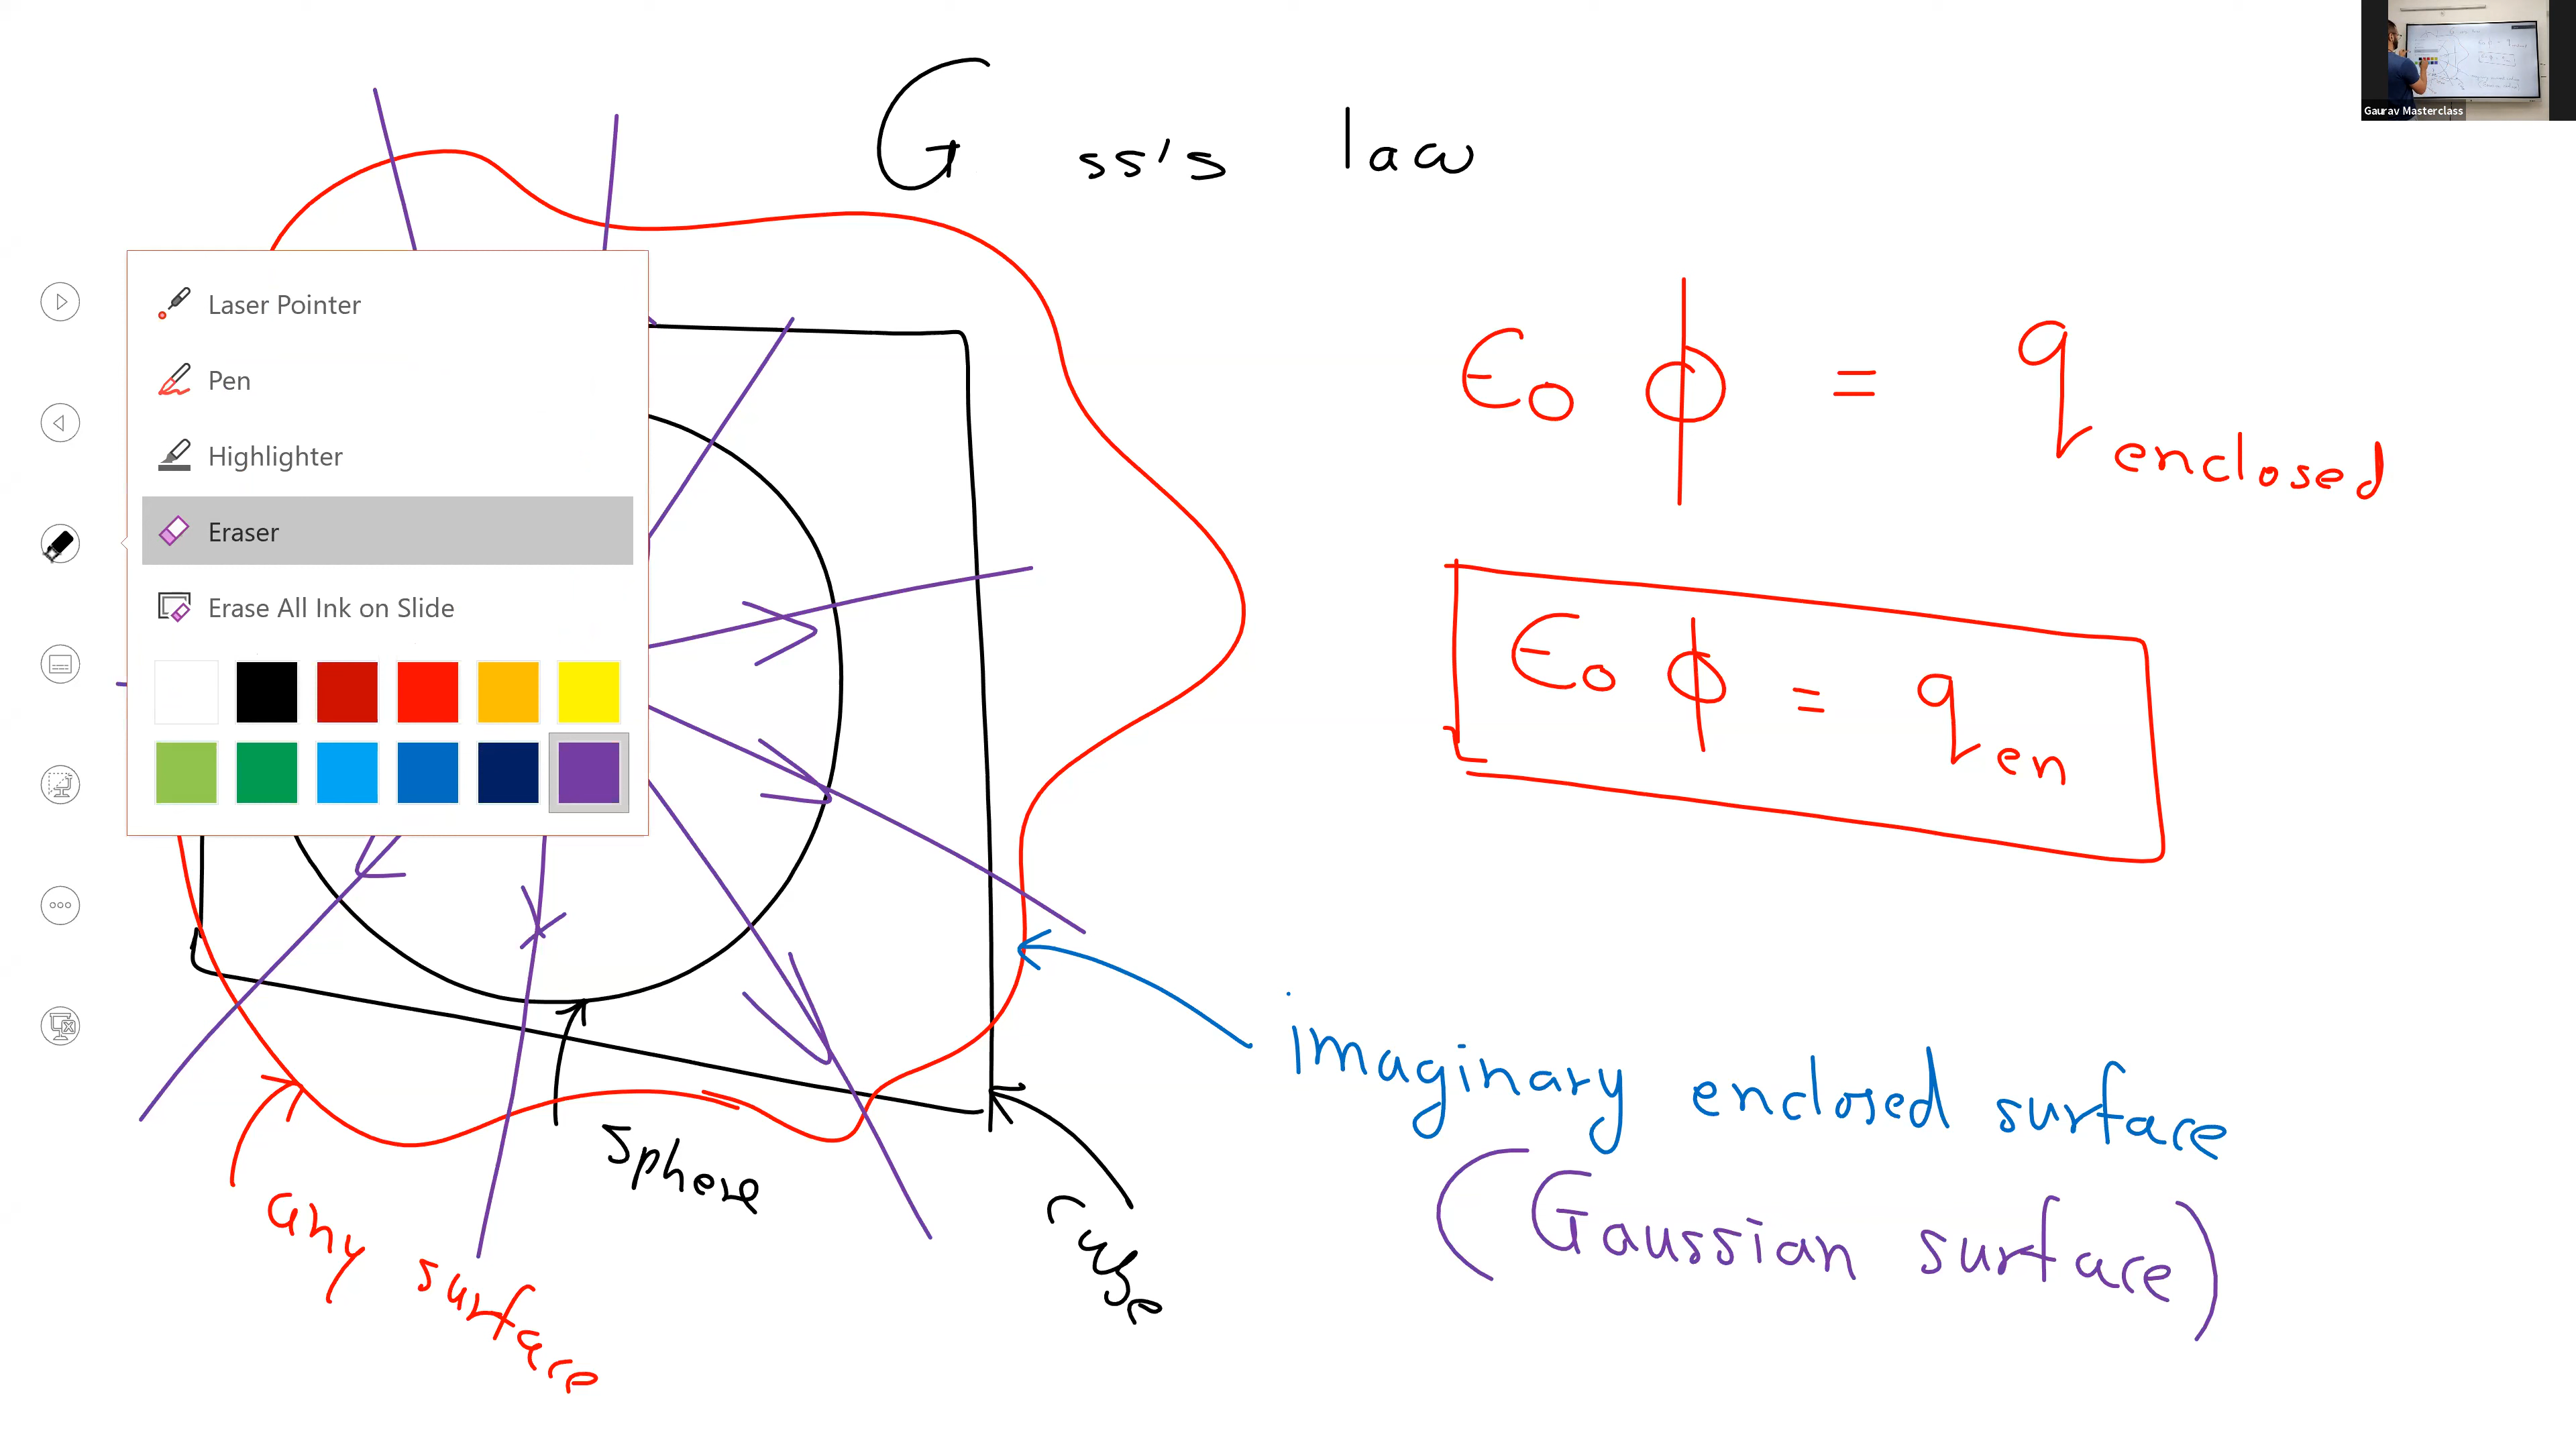 G ss's law
Gaurav Masterclass
Laser Pointer
Pen
Highlighter
Eraser
Erase All Ink on Slide
ϵ₀ ϕ = q enclosed
ϵ₀ ϕ = q en
imaginary enclosed surface
(Gaussian surface)
Sphere
cube
any surface